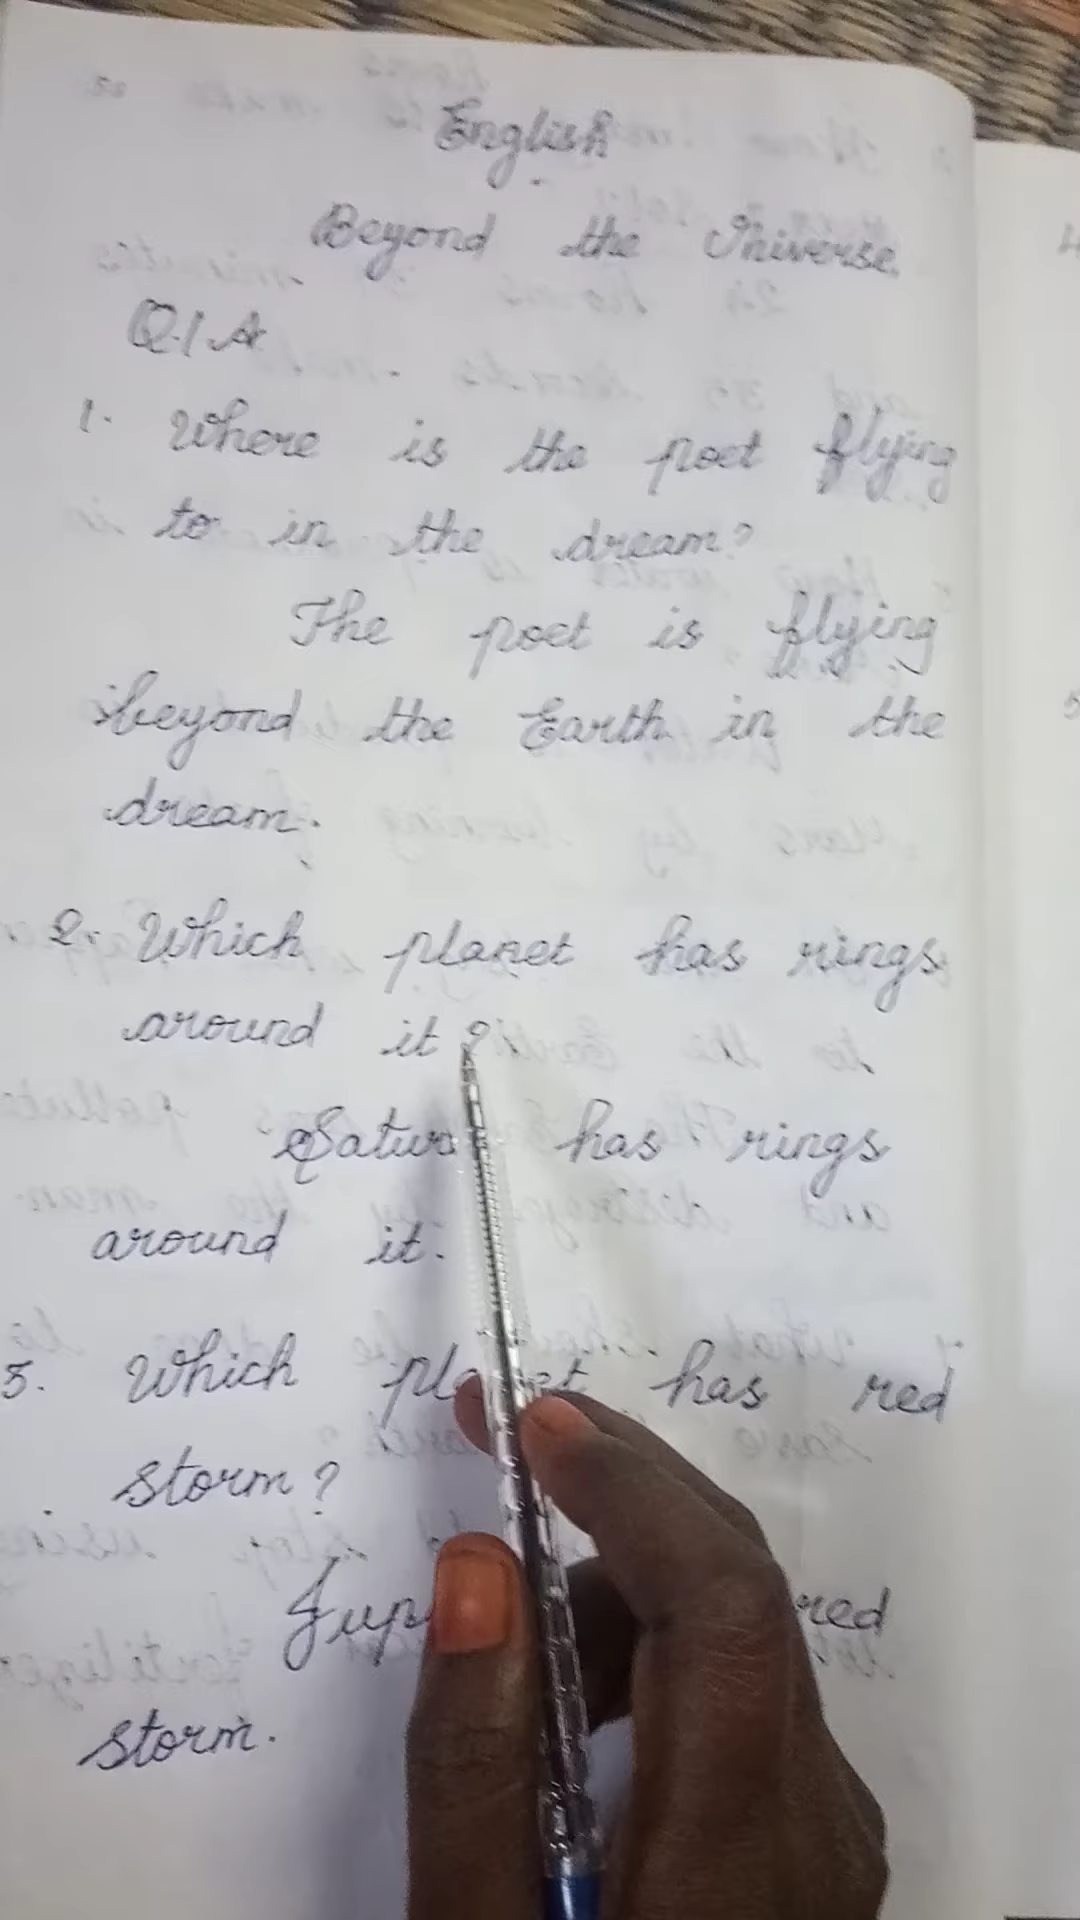 English
Beyond the Universe.
Q.1 A
1. Where is the poet flying
to in the dream?
The poet is flying
beyond the Earth in the
dream.
2. Which planet has rings
around it?
has rings
around it.
3. Which planet has red
storm?
red
storm.